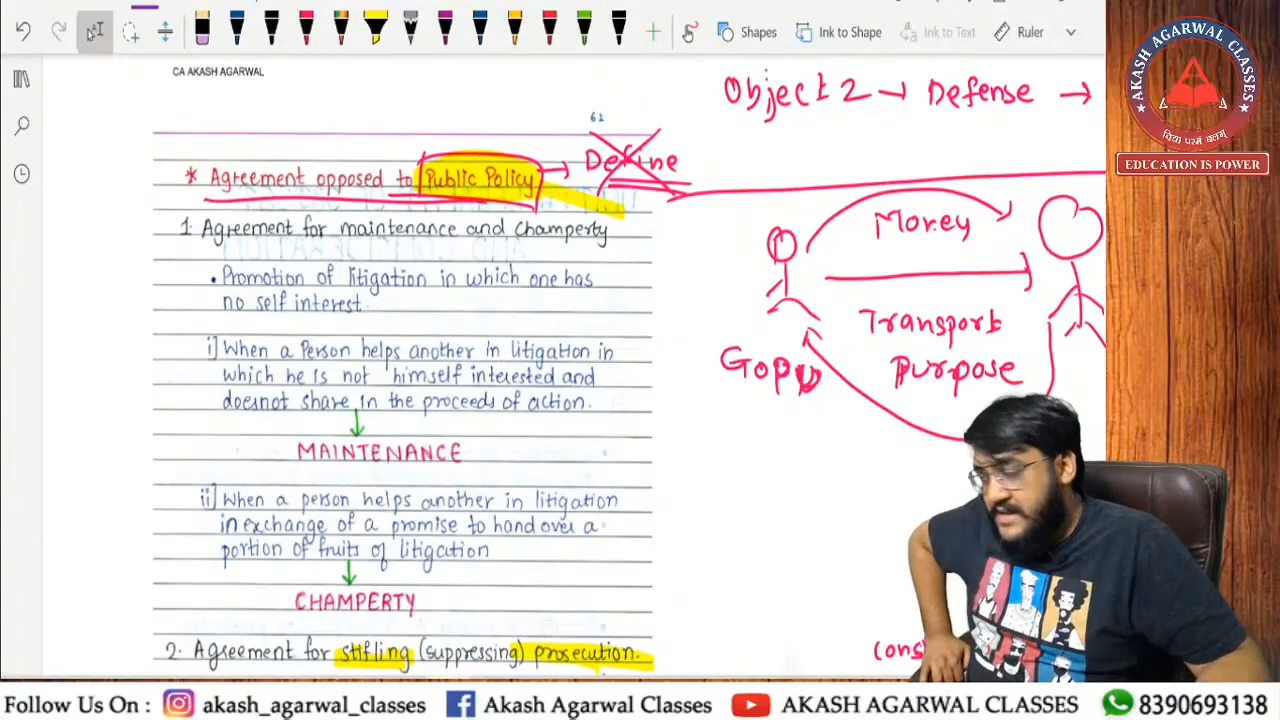 Shapes
Ink to Shape
Ink to Text
Ruler
CA AKASH AGARWAL
61
* Agreement opposed to Public Policy → Define
1. Agreement for maintenance and champerty
• Promotion of litigation in which one has
no self interest.
i] When a Person helps another in litigation in
which he is not himself interested and
doesnot share in the proceeds of action.
MAINTENANCE
ii] When a person helps another in litigation
in exchange of a promise to hand over a
portion of fruits of litigation
CHAMPERTY
2. Agreement for stifling (suppressing) prosecution.
Object 2 → Defense →
Money
Transport
Purpose
Gopu
(cons
AKASH AGARWAL CLASSES
विद्या परमं बलम्
EDUCATION IS POWER
Follow Us On : akash_agarwal_classes Akash Agarwal Classes AKASH AGARWAL CLASSES 8390693138